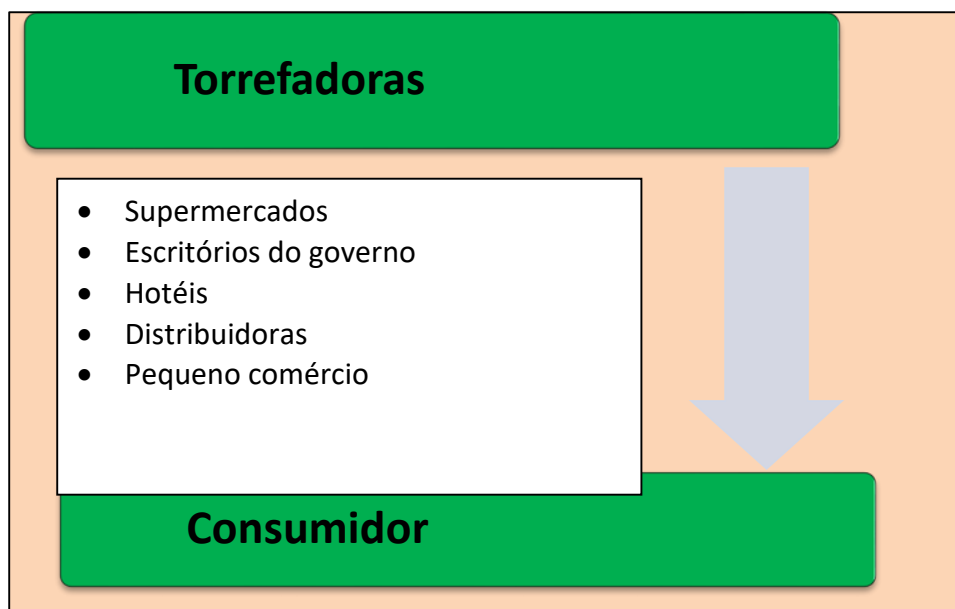 Torrefadoras
• Supermercados
• Escritórios do governo
• Hotéis
• Distribuidoras
• Pequeno comércio
Consumidor